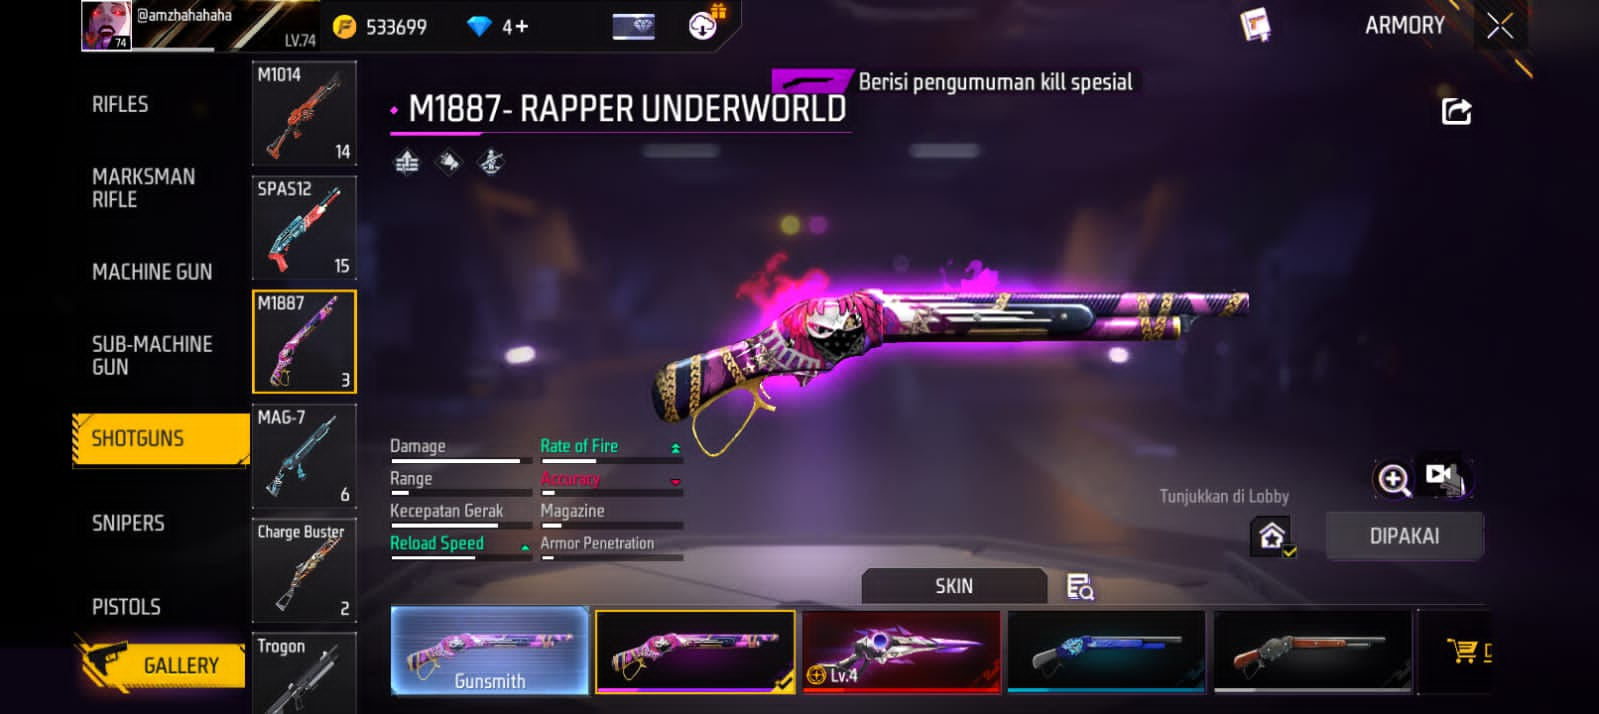 @amzhahahaha
74
LV.74
533699
4+
ARMORY
RIFLES
MARKSMAN
RIFLE
MACHINE GUN
SUB-MACHINE
GUN
SHOTGUNS
SNIPERS
PISTOLS
GALLERY
M1014
14
SPAS12
15
M1887
3
MAG-7
6
Charge Buster
2
Trogon
Berisi pengumuman kill spesial
M1887- RAPPER UNDERWORLD
Damage
Rate of Fire
Range
Accuracy
Kecepatan Gerak
Magazine
Reload Speed
Armor Penetration
Tunjukkan di Lobby
DIPAKAI
SKIN
Gunsmith
Lv.4